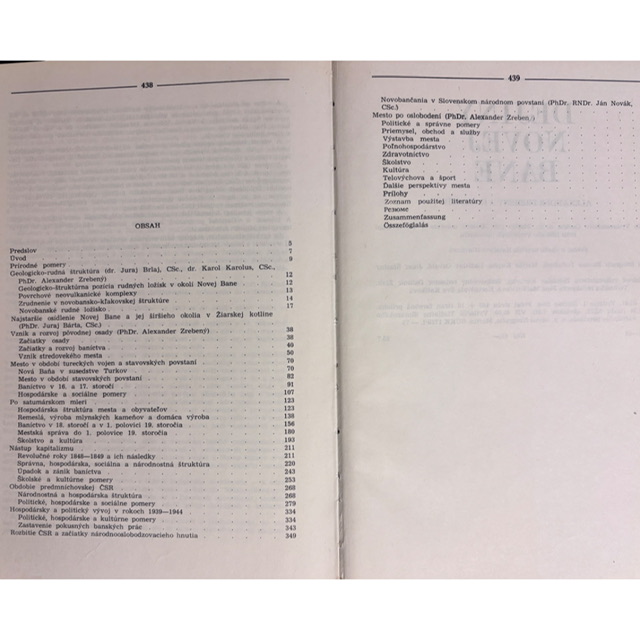 438
OBSAH
Predslov 5
Úvod 7
Prírodné pomery 9
Geologicko-rudná štruktúra (dr. Juraj Bria), CSc., dr. Karol Karolus, CSc.,
PhDr. Alexander Zrebený) 12
Geologicko-štruktúrna pozícia rudných ložísk v okolí Novej Bane 12
Povrchové neovulkanické komplexy 13
Zrudnenie v novobansko-kľakovskej štruktúre 14
Novobanské rudné ložisko 17
Najstaršie osídlenie Novej Bane a jej širšieho okolia v Žiarskej kotline
(PhDr. Juraj Bárta, CSc.)
Vznik a rozvoj pôvodnej osady (PhDr. Alexander Zrebený) 38
Začiatky osady 38
Začiatky a rozvoj baníctva 40
Vznik stredovekého mesta 50
Mesto v období tureckých vojen a stavovských povstaní 70
Nová Baňa v susedstve Turkov 70
Mesto v období stavovských povstaní 82
Baníctvo v 16. a 17. storočí 91
Hospodárske a sociálne pomery 107
Po satumárskom mieri 123
Hospodárska štruktúra mesta a obyvateľov 123
Remeslá, výroba mlynských kameňov a domáca výroba 138
Baníctvo v 18. storočí a v 1. polovici 19. storočia 156
Mestská správa do 1. polovice 19. storočia 180
Školstvo a kultúra 193
Nástup kapitalizmu 211
Revolučné roky 1848—1849 a ich následky 211
Správna, hospodárska, sociálna a národnostná štruktúra 220
Úpadok a zánik baníctva 243
Školské a kultúrne pomery 253
Obdobie predmníchovskej ČSR 268
Národnostná a hospodárska štruktúra 268
Politické, hospodárske a sociálne pomery 279
Hospodársky a politický vývoj v rokoch 1939—1944 334
Politické, hospodárske a kultúrne pomery 334
Zastavenie pokusných banských prác 343
Rozbitie ČSR a začiatky národnooslobodzovacieho hnutia 349
439
Novobančania v Slovenskom národnom povstaní (PhDr. RNDr. Ján Novák,
CSc.)
Mesto po oslobodení (PhDr. Alexander Zrebený)
Politické a správne pomery
Priemysel, obchod a služby
Výstavba mesta
Poľnohospodárstvo
Zdravotníctvo
Školstvo
Kultúra
Telovýchova a šport
Ďalšie perspektívy mesta
Prílohy
Zoznam použitej literatúry
Резюме
Zusammenfassung
Összefoglalás